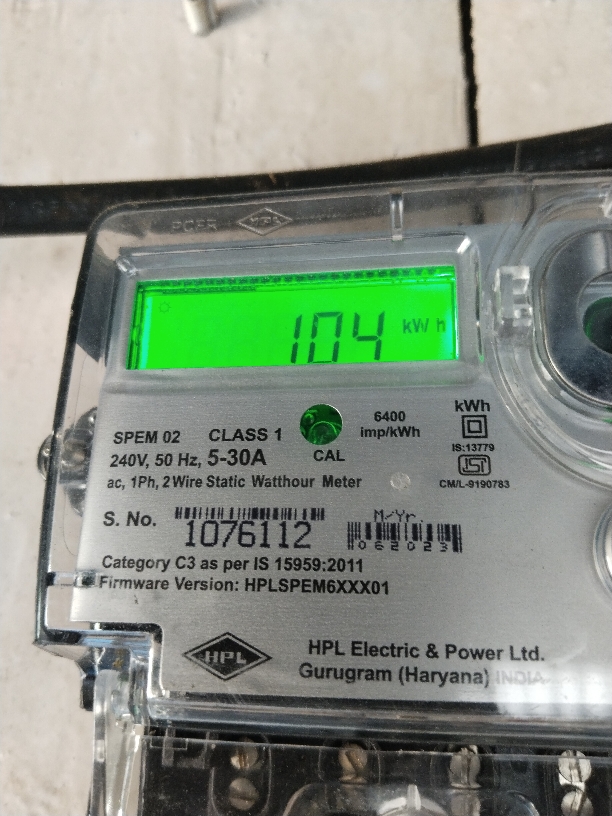 HPL
104 kWh
SPEM 02 CLASS 1
6400
imp/kWh
kWh
IS:13779
CAL
240V, 50 Hz, 5-30A
CM/L-9190783
ac, 1Ph, 2 Wire Static Watthour Meter
M/Yr.
S. No. 1076112
062023
Category C3 as per IS 15959:2011
Firmware Version: HPLSPEM6XXX01
HPL
HPL Electric & Power Ltd.
Gurugram (Haryana) INDIA